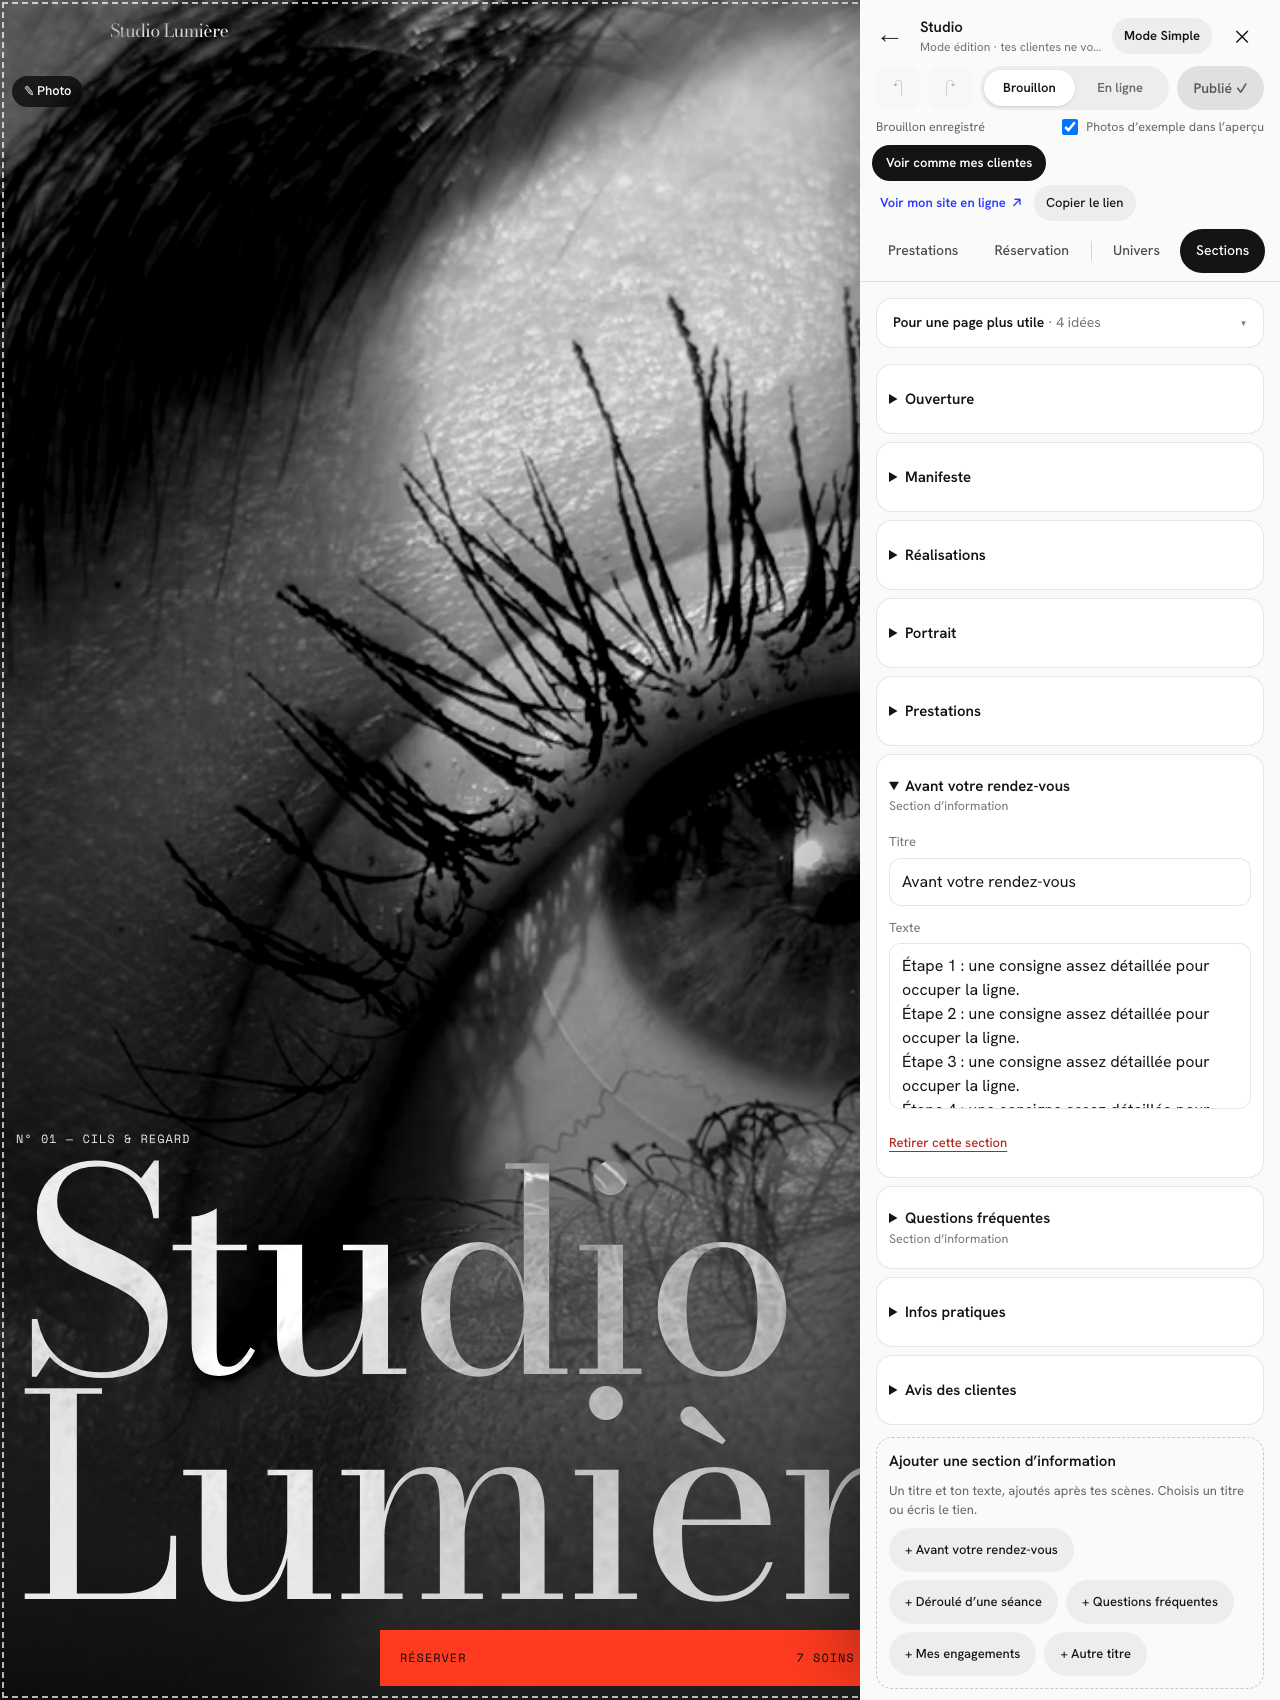 Studio Lumière
✎ Photo
N° 01 — CILS & REGARD
Studio
Lumièr
RÉSERVER
7 SOINS
←
Studio
Mode édition · tes clientes ne vo...
Mode Simple
Brouillon
En ligne
Publié ✓
Brouillon enregistré
Photos d’exemple dans l’aperçu
Voir comme mes clientes
Voir mon site en ligne ↗
Copier le lien
Prestations
Réservation
Univers
Sections
Pour une page plus utile · 4 idées
Ouverture
Manifeste
Réalisations
Portrait
Prestations
Avant votre rendez-vous
Section d’information
Titre
Avant votre rendez-vous
Texte
Étape 1 : une consigne assez détaillée pour
occuper la ligne.
Étape 2 : une consigne assez détaillée pour
occuper la ligne.
Étape 3 : une consigne assez détaillée pour
occuper la ligne.
Étape 4 : une consigne assez détaillée pour
Retirer cette section
Questions fréquentes
Section d’information
Infos pratiques
Avis des clientes
Ajouter une section d’information
Un titre et ton texte, ajoutés après tes scènes. Choisis un titre
ou écris le tien.
+ Avant votre rendez-vous
+ Déroulé d’une séance
+ Questions fréquentes
+ Mes engagements
+ Autre titre